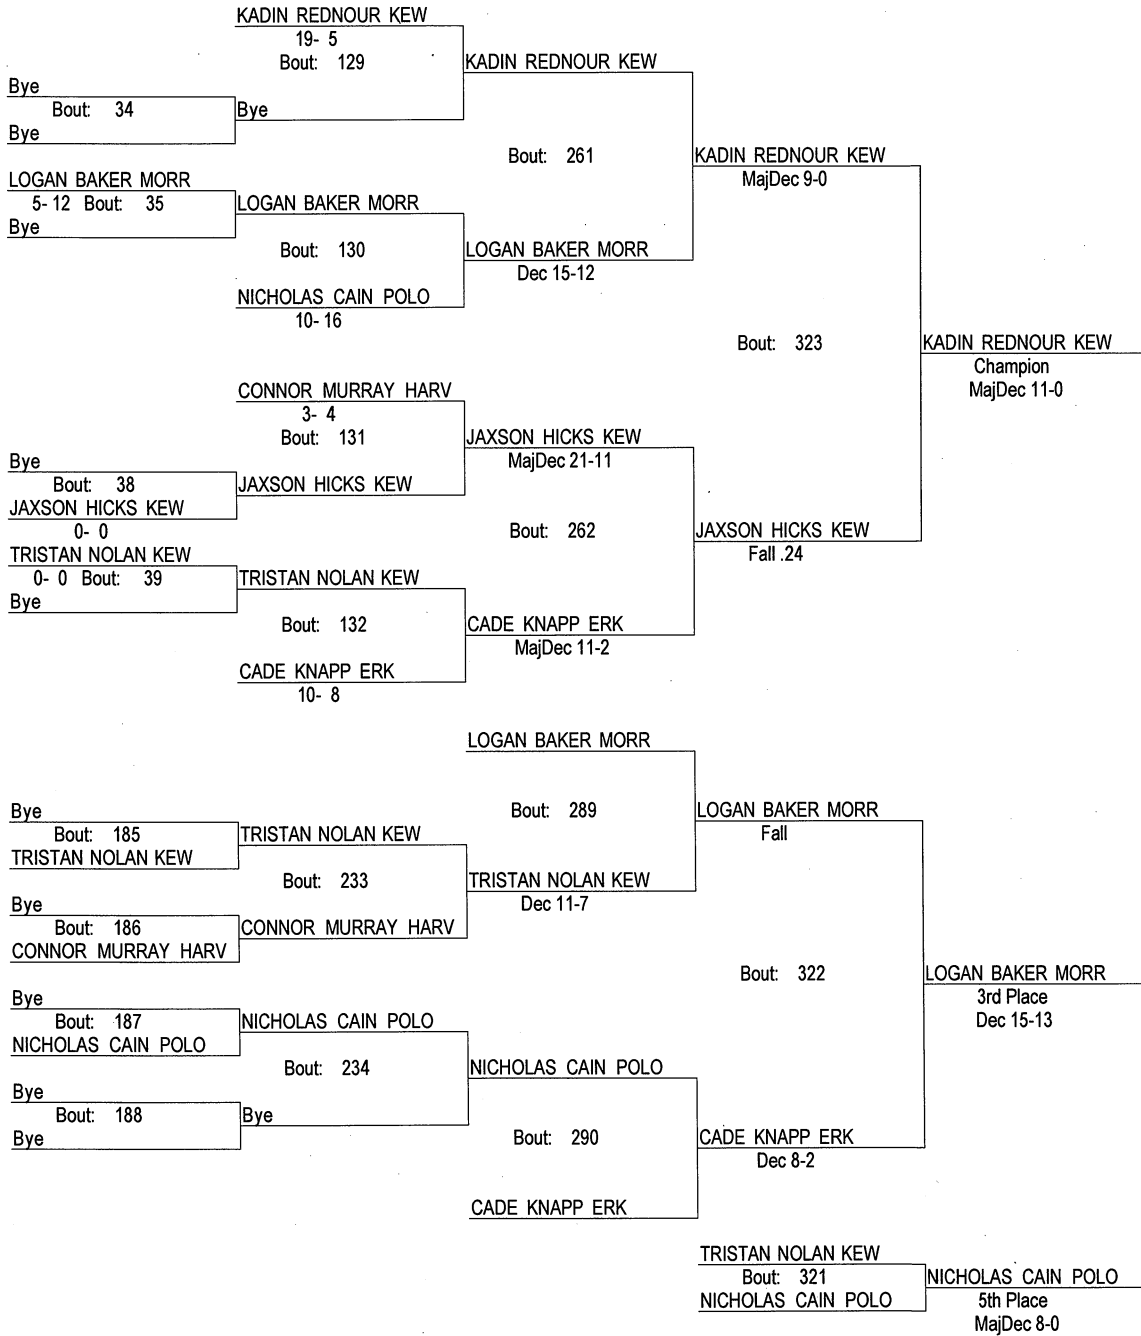 KADIN REDNOUR KEW
19- 5
Bout: 129
KADIN REDNOUR KEW
Bye
Bout: 34
Bye
Bye
Bout: 261
KADIN REDNOUR KEW
MajDec 9-0
LOGAN BAKER MORR
5- 12 Bout: 35
LOGAN BAKER MORR
Bye
Bout: 130
LOGAN BAKER MORR
Dec 15-12
NICHOLAS CAIN POLO
10- 16
Bout: 323
KADIN REDNOUR KEW
Champion
MajDec 11-0
CONNOR MURRAY HARV
3- 4
Bout: 131
JAXSON HICKS KEW
MajDec 21-11
Bye
Bout: 38
JAXSON HICKS KEW
JAXSON HICKS KEW
0- 0
Bout: 262
JAXSON HICKS KEW
Fall .24
TRISTAN NOLAN KEW
0- 0 Bout: 39
TRISTAN NOLAN KEW
Bye
Bout: 132
CADE KNAPP ERK
MajDec 11-2
CADE KNAPP ERK
10- 8
LOGAN BAKER MORR
Bye
Bout: 185
TRISTAN NOLAN KEW
TRISTAN NOLAN KEW
Bout: 289
LOGAN BAKER MORR
Fall
Bout: 233
TRISTAN NOLAN KEW
Dec 11-7
Bye
Bout: 186
CONNOR MURRAY HARV
CONNOR MURRAY HARV
Bout: 322
LOGAN BAKER MORR
3rd Place
Dec 15-13
Bye
Bout: 187
NICHOLAS CAIN POLO
NICHOLAS CAIN POLO
Bout: 234
NICHOLAS CAIN POLO
Bye
Bout: 188
Bye
Bye
Bout: 290
CADE KNAPP ERK
Dec 8-2
CADE KNAPP ERK
TRISTAN NOLAN KEW
Bout: 321
NICHOLAS CAIN POLO
NICHOLAS CAIN POLO
5th Place
MajDec 8-0